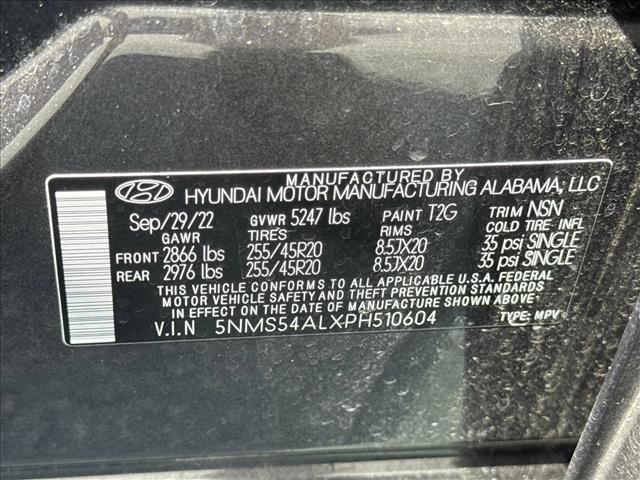 MANUFACTURED BY
HYUNDAI MOTOR MANUFACTURING ALABAMA, LLC
Sep/29/22 GVWR 5247 lbs PAINT T2G TRIM NSN
GAWR TIRES RIMS COLD TIRE INFL
FRONT 2866 lbs 255/45R20 8.5JX20 35 psi SINGLE
REAR 2976 lbs 255/45R20 8.5JX20 35 psi SINGLE
THIS VEHICLE CONFORMS TO ALL APPLICABLE U.S.A. FEDERAL
MOTOR VEHICLE SAFETY AND THEFT PREVENTION STANDARDS
IN EFFECT ON THE DATE OF MANUFACTURE SHOWN ABOVE.
V.I.N 5NMS54ALXPH510604 TYPE: MPV